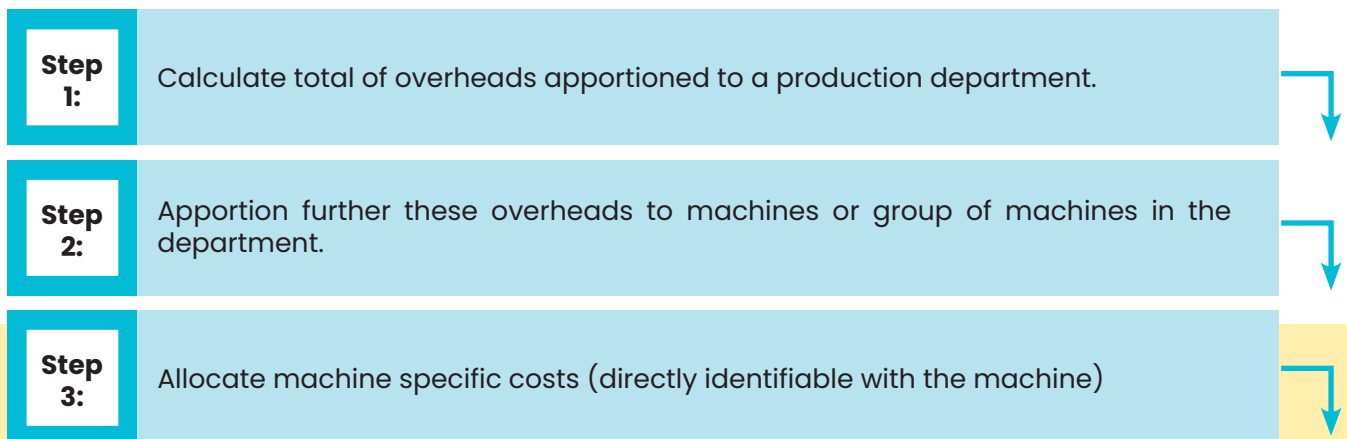 Step
1:
Calculate total of overheads apportioned to a production department.
Step
2:
Apportion further these overheads to machines or group of machines in the
department.
Step
3:
Allocate machine specific costs (directly identifiable with the machine)